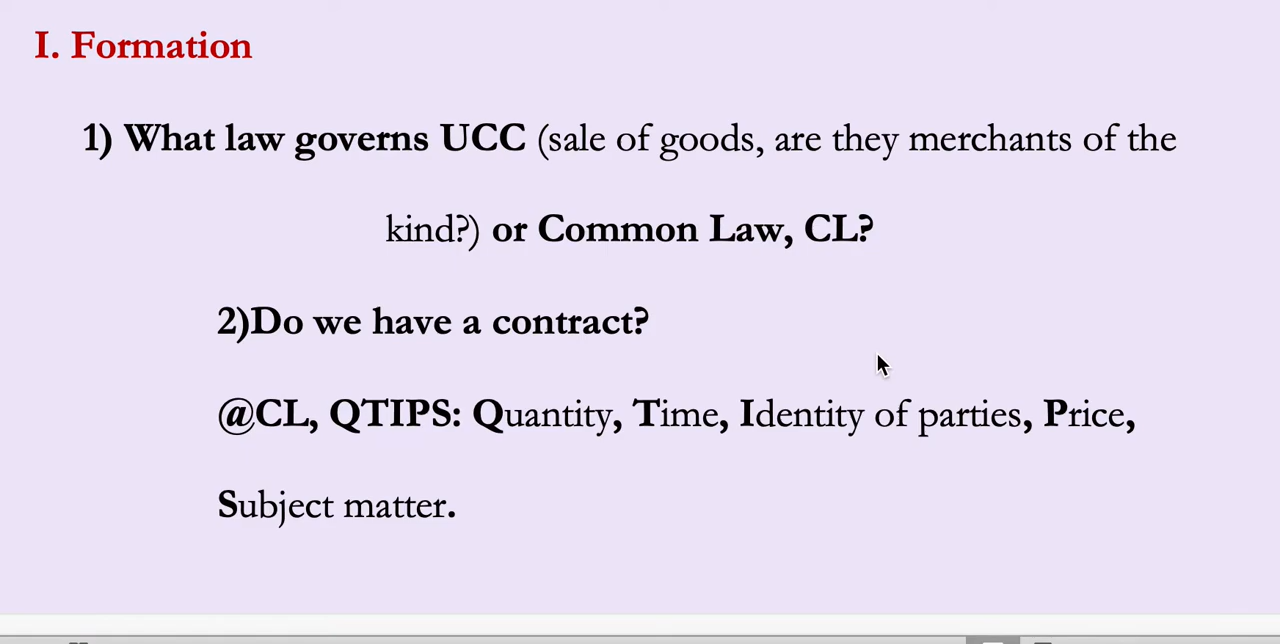 I. Formation
1) What law governs UCC (sale of goods, are they merchants of the
kind?) or Common Law, CL?
2)Do we have a contract?
@CL, QTIPS: Quantity, Time, Identity of parties, Price,
Subject matter.